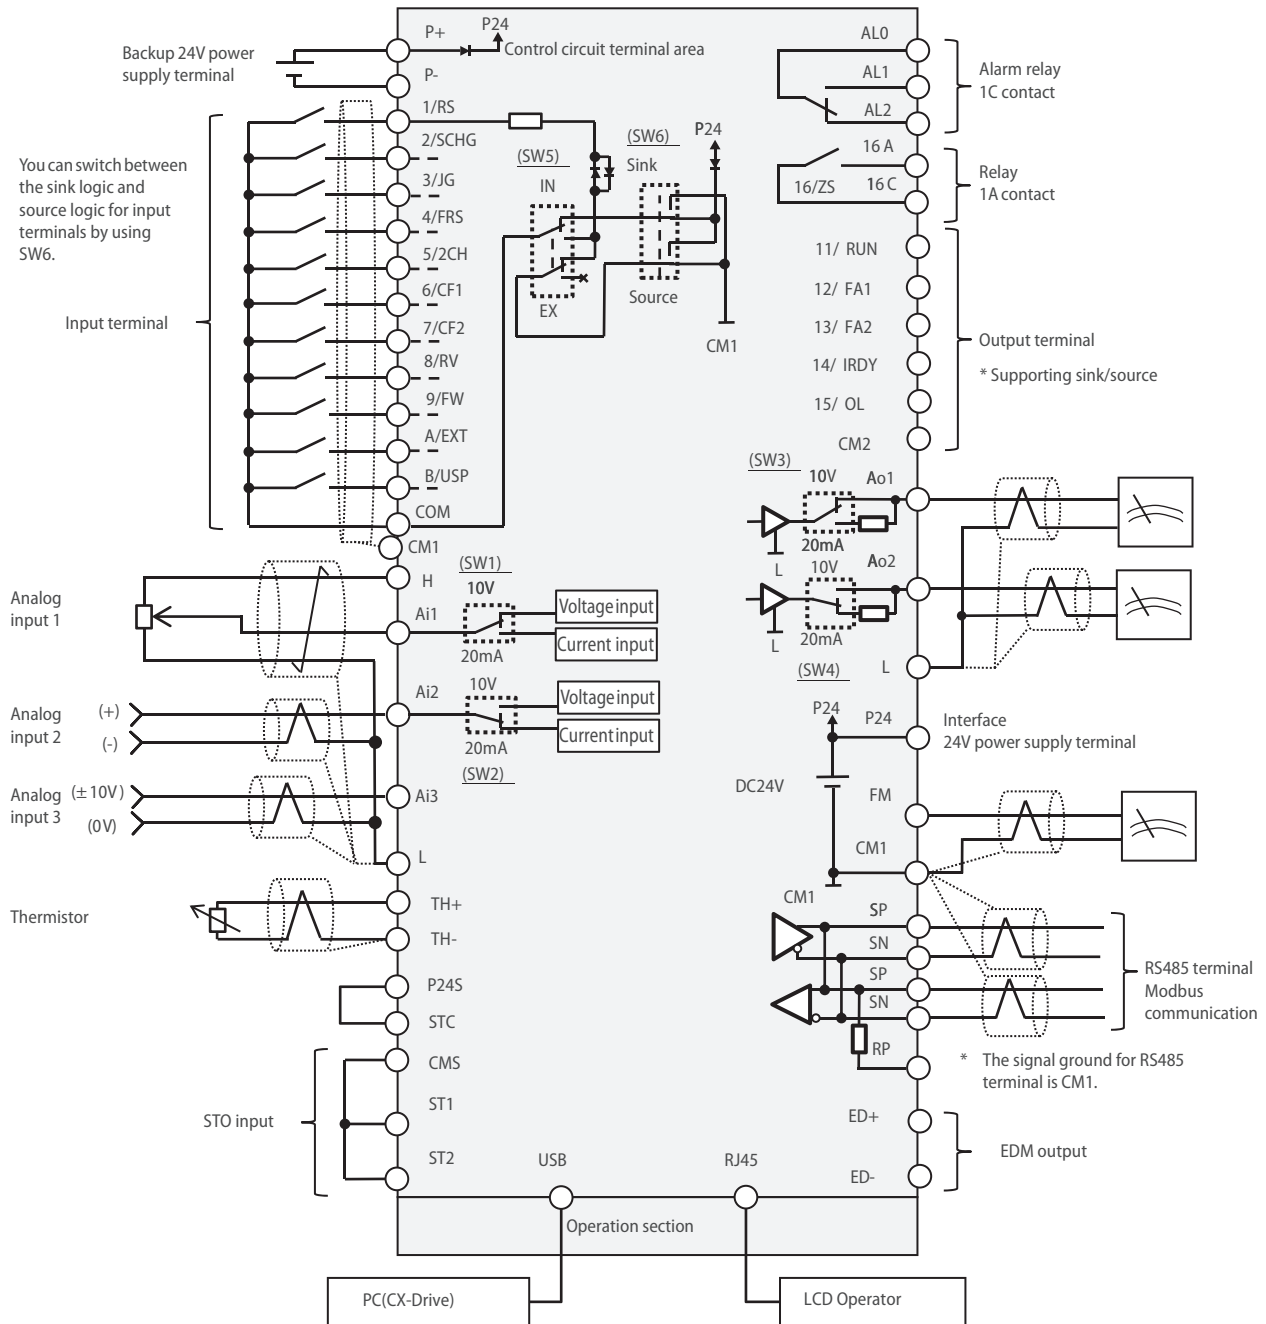 P24
P+
Control circuit terminal area
Backup 24V power
supply terminal
P-
AL0
AL1
AL2
Alarm relay
1C contact
1/RS
2/SCHG
3/JG
4/FRS
5/2CH
6/CF1
7/CF2
8/RV
9/FW
A/EXT
B/USP
COM
CM1
You can switch between
the sink logic and
source logic for input
terminals by using
SW6.
Input terminal
(SW5)
IN
EX
(SW6)
Sink
Source
P24
CM1
16 A
16/ZS
16 C
Relay
1A contact
11/ RUN
12/ FA1
13/ FA2
14/ IRDY
15/ OL
CM2
Output terminal
* Supporting sink/source
(SW3)
10V
Ao1
20mA
L
10V
Ao2
20mA
L
(SW4)
L
Analog
input 1
H
Ai1
(SW1)
10V
20mA
Voltage input
Current input
Analog
input 2
(+)
(-)
Ai2
10V
20mA
(SW2)
Voltage input
Current input
Analog
input 3
(±10V)
(0V)
Ai3
L
Thermistor
TH+
TH-
P24S
STC
STO input
CMS
ST1
ST2
P24
P24
Interface
24V power supply terminal
DC24V
FM
CM1
CM1
SP
SN
SP
SN
RP
RS485 terminal
Modbus
communication
* The signal ground for RS485
terminal is CM1.
ED+
ED-
EDM output
USB
RJ45
Operation section
PC(CX-Drive)
LCD Operator